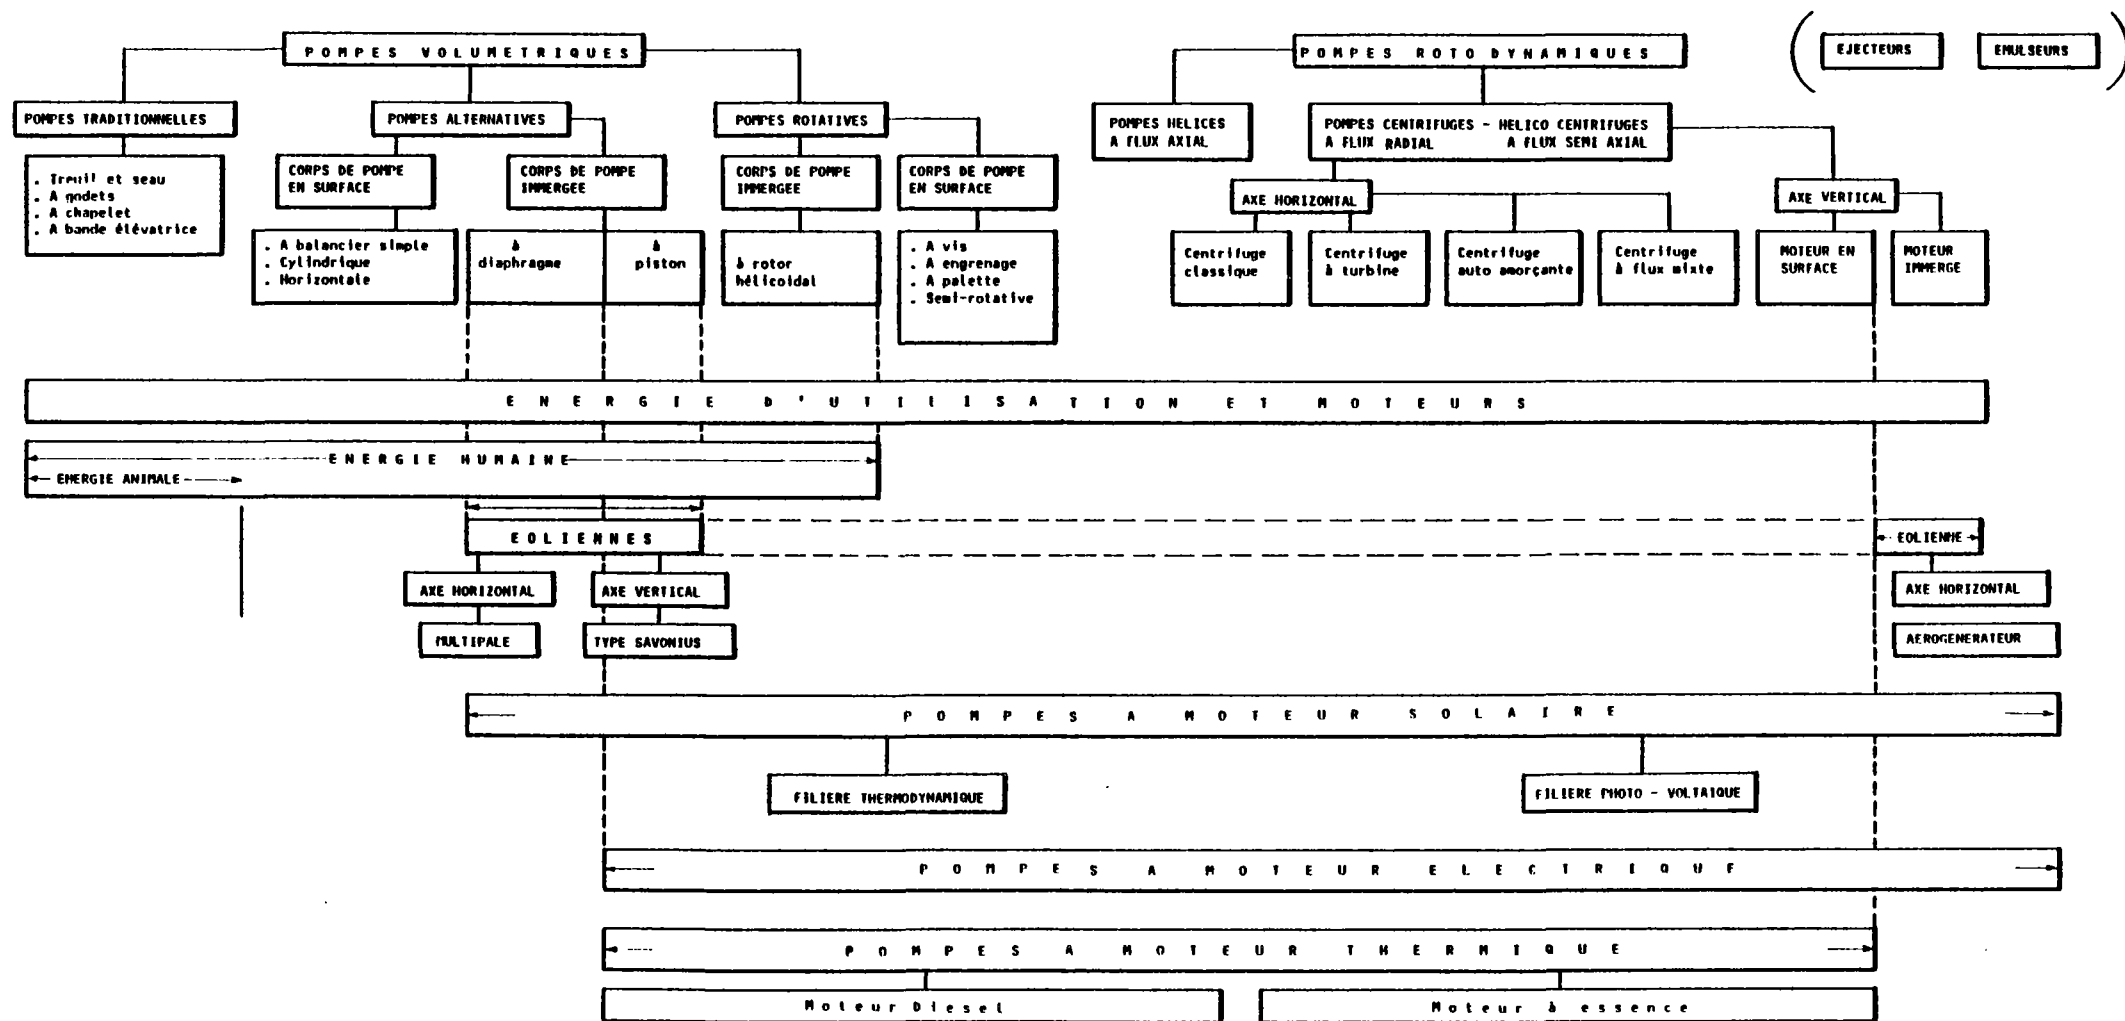 POMPES VOLUMETRIQUES
POMPES ROTO DYNAMIQUES
EJECTEURS
EMULSEURS
POMPES TRADITIONNELLES
POMPES ALTERNATIVES
POMPES ROTATIVES
POMPES HELICES
A FLUX AXIAL
POMPES CENTRIFUGES - HELICO CENTRIFUGES
A FLUX RADIAL A FLUX SEMI AXIAL
. Treuil et seau
. A godets
. A chapelet
. A bande élévatrice
CORPS DE POMPE
EN SURFACE
CORPS DE POMPE
IMMERGEE
CORPS DE POMPE
IMMERGEE
CORPS DE POMPE
EN SURFACE
AXE HORIZONTAL
AXE VERTICAL
. A balancier simple
. Cylindrique
. Horizontale
à
diaphragme
à
piston
à rotor
hélicoidal
. A vis
. A engrenage
. A palette
. Semi-rotative
Centrifuge
classique
Centrifuge
à turbine
Centrifuge
auto amorçante
Centrifuge
à flux mixte
MOTEUR EN
SURFACE
MOTEUR
IMMERGE
ENERGIE D'UTILISATION ET MOTEURS
ENERGIE HUMAINE
ENERGIE ANIMALE
EOLIENNES
EOLIENNE
AXE HORIZONTAL
AXE VERTICAL
AXE HORIZONTAL
MULTIPALE
TYPE SAVONIUS
AEROGENERATEUR
POMPES A MOTEUR SOLAIRE
FILIERE THERMODYNAMIQUE
FILIERE PHOTO - VOLTAIQUE
POMPES A MOTEUR ELECTRIQUE
POMPES A MOTEUR THERMIQUE
Moteur Diesel
Moteur à essence